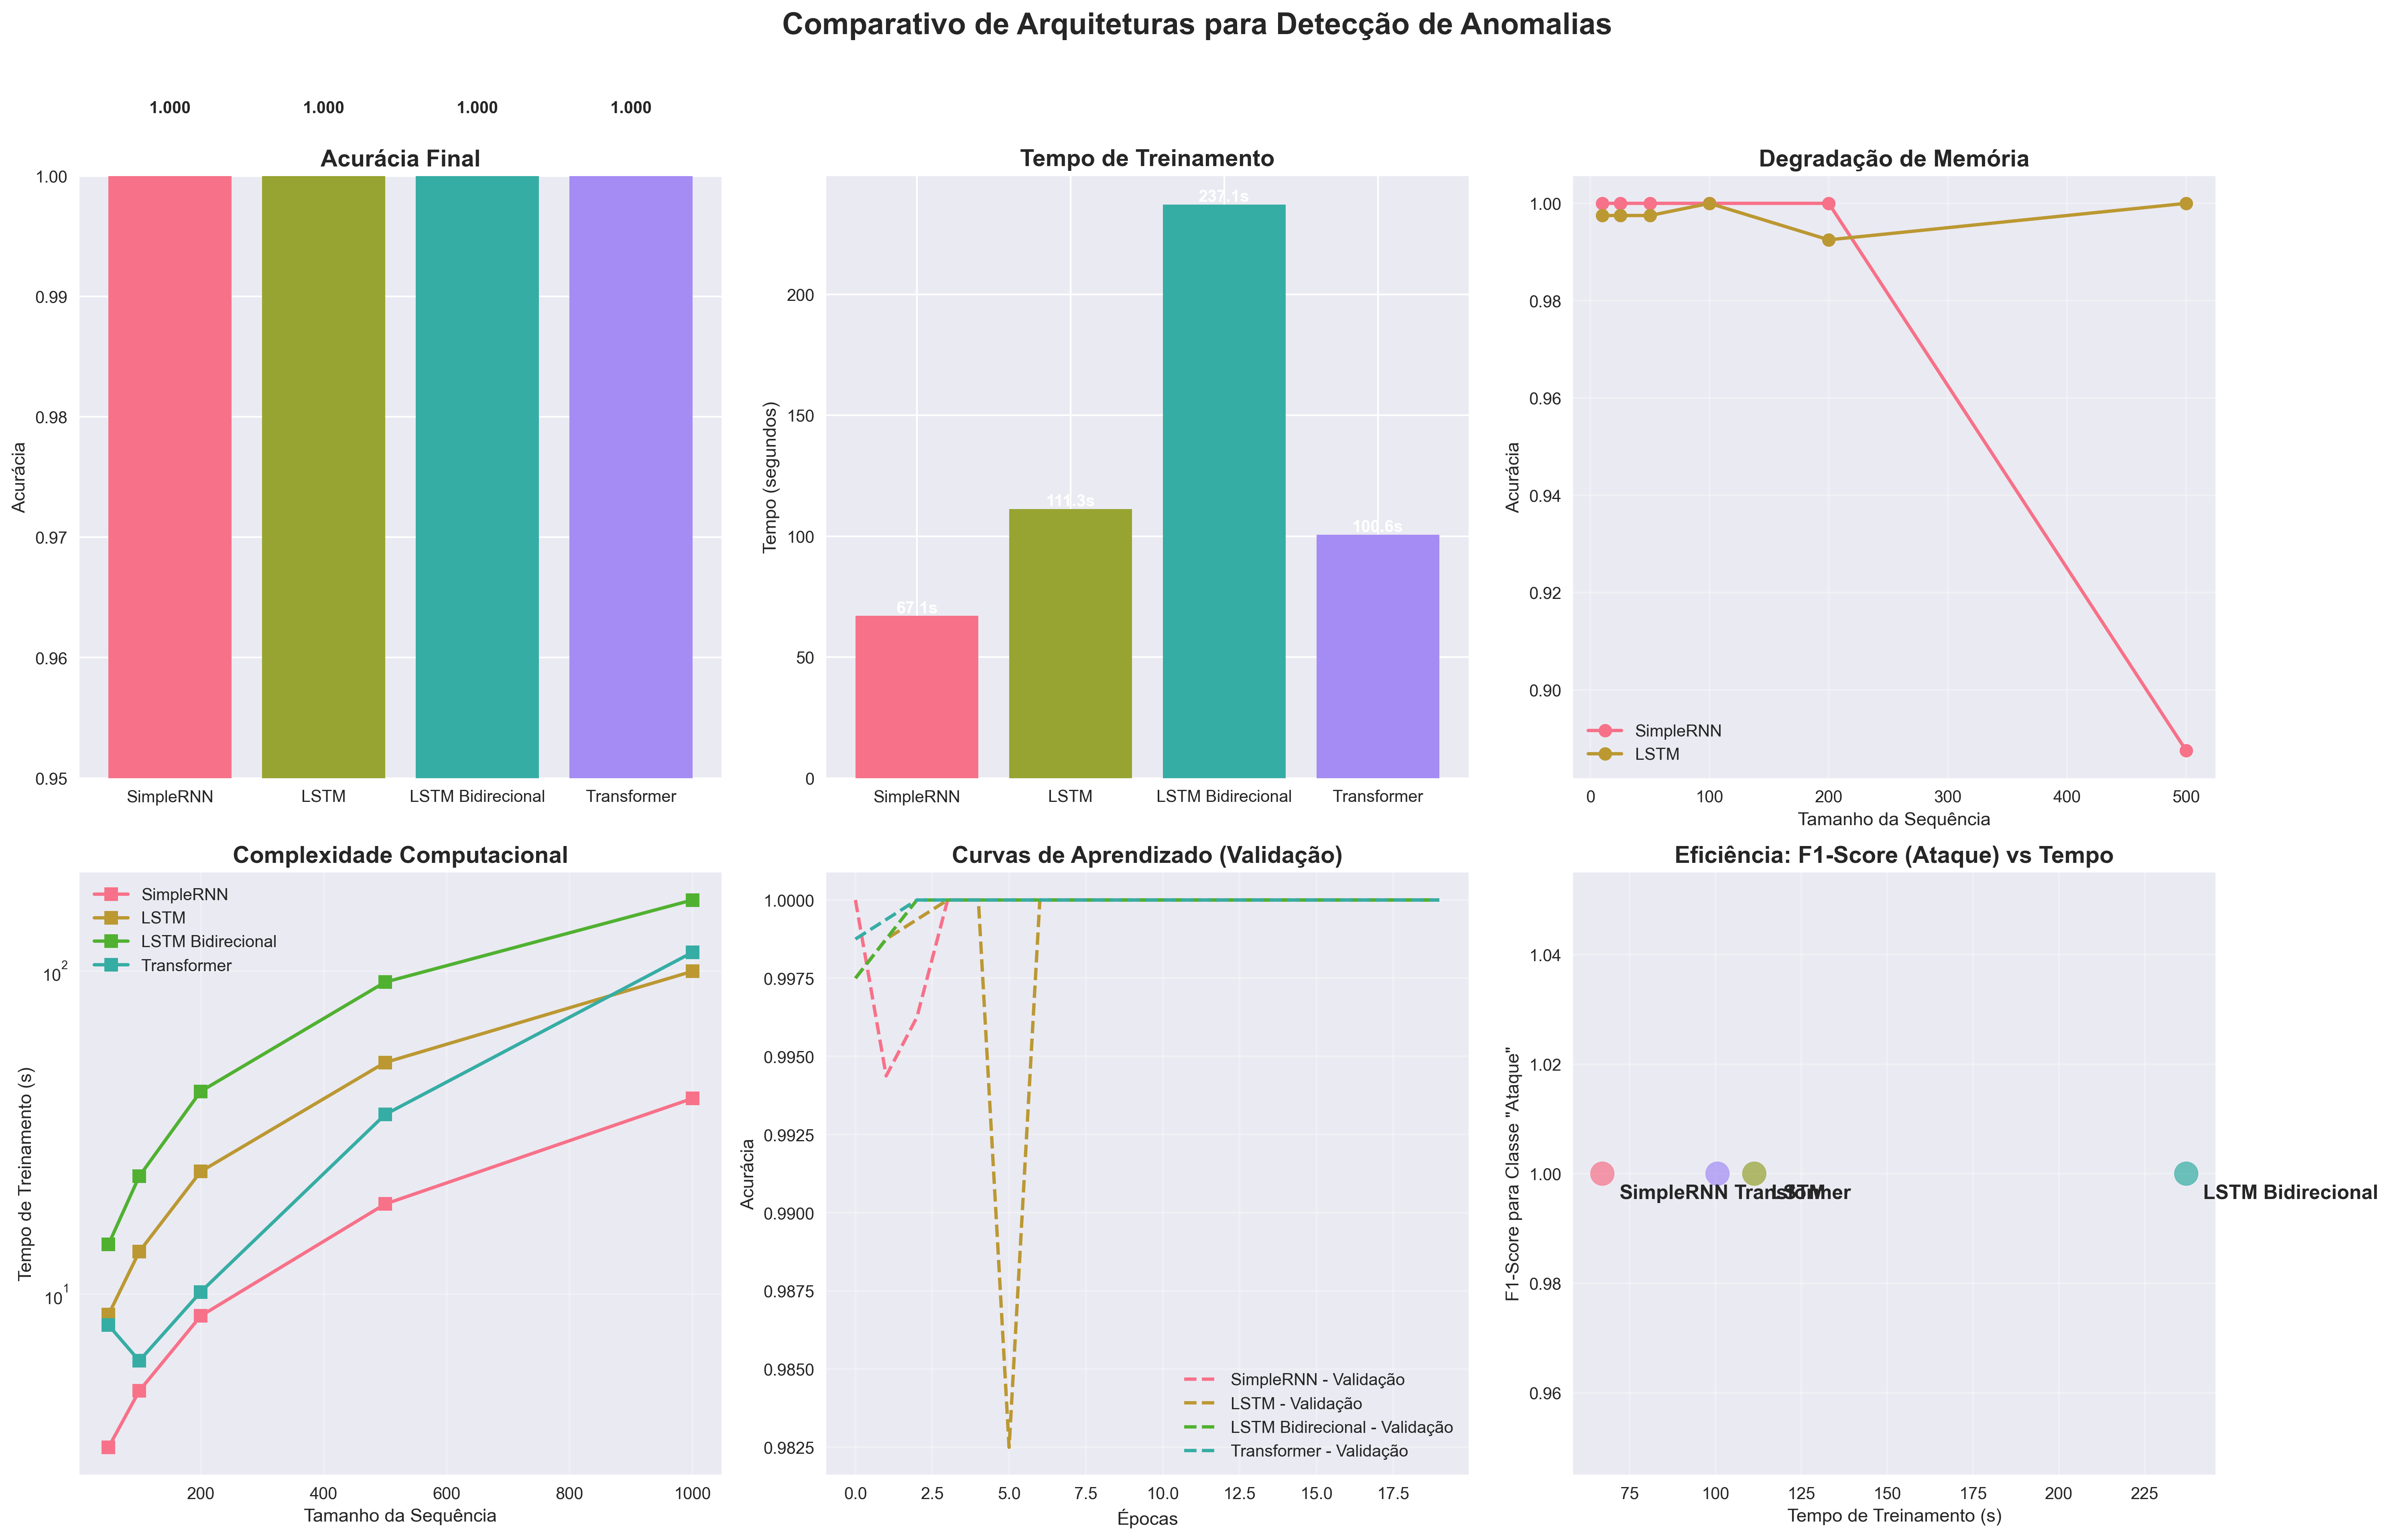 Comparativo de Arquiteturas para Detecção de Anomalias
1.000 1.000 1.000 1.000
Acurácia Final
Acurácia
1.00
0.99
0.98
0.97
0.96
0.95
SimpleRNN LSTM LSTM Bidirecional Transformer
Tempo de Treinamento
Tempo (segundos)
200
150
100
50
0
67.1s
111.3s
237.1s
100.6s
SimpleRNN LSTM LSTM Bidirecional Transformer
Degradação de Memória
Acurácia
1.00
0.98
0.96
0.94
0.92
0.90
SimpleRNN
LSTM
0 100 200 300 400 500
Tamanho da Sequência
Complexidade Computacional
SimpleRNN
LSTM
LSTM Bidirecional
Transformer
Tempo de Treinamento (s)
10²
10¹
200 400 600 800 1000
Tamanho da Sequência
Curvas de Aprendizado (Validação)
Acurácia
1.0000
0.9975
0.9950
0.9925
0.9900
0.9875
0.9850
0.9825
SimpleRNN - Validação
LSTM - Validação
LSTM Bidirecional - Validação
Transformer - Validação
0.0 2.5 5.0 7.5 10.0 12.5 15.0 17.5
Épocas
Eficiência: F1-Score (Ataque) vs Tempo
F1-Score para Classe "Ataque"
1.04
1.02
1.00
0.98
0.96
SimpleRNN Transformer LSTM LSTM Bidirecional
75 100 125 150 175 200 225
Tempo de Treinamento (s)